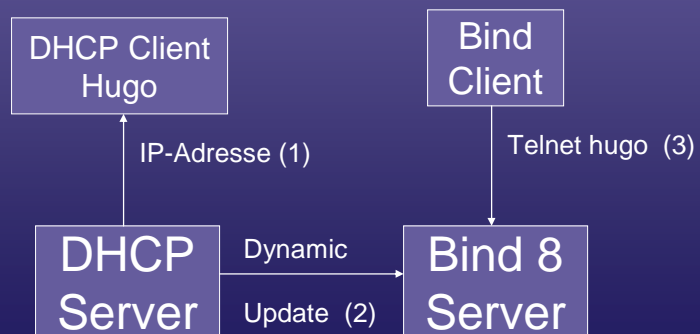 DHCP Client
Hugo
Bind
Client
IP-Adresse (1)
Telnet hugo (3)
DHCP
Server
Dynamic
Update (2)
Bind 8
Server